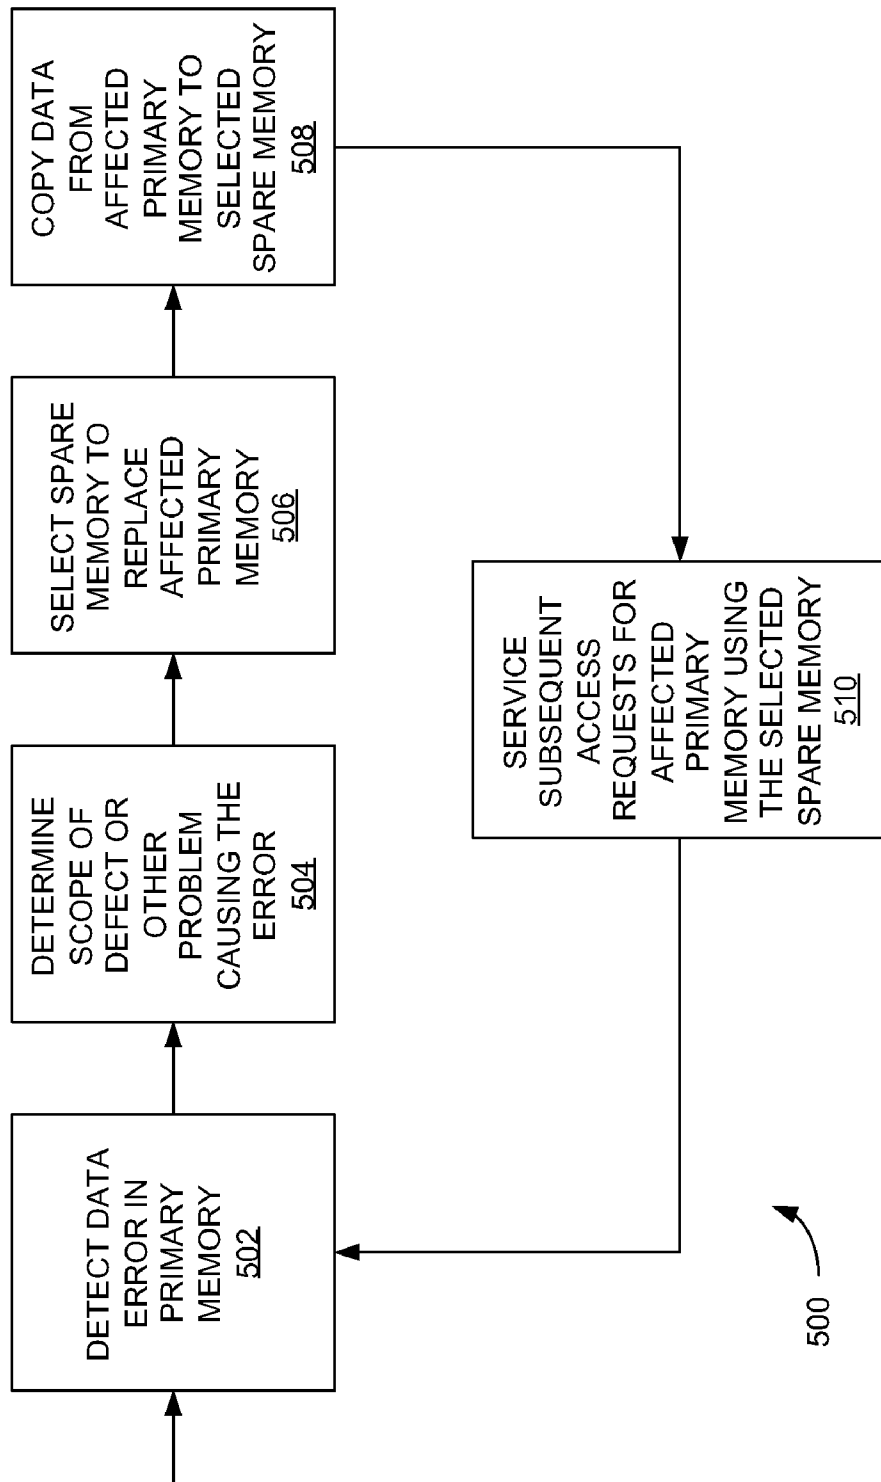 DETECT DATA
ERROR IN
PRIMARY
MEMORY
502
DETERMINE
SCOPE OF
DEFECT OR
OTHER
PROBLEM
CAUSING THE
ERROR
504
SELECT SPARE
MEMORY TO
REPLACE
AFFECTED
PRIMARY
MEMORY
506
COPY DATA
FROM
AFFECTED
PRIMARY
MEMORY TO
SELECTED
SPARE MEMORY
508
SERVICE
SUBSEQUENT
ACCESS
REQUESTS FOR
AFFECTED
PRIMARY
MEMORY USING
THE SELECTED
SPARE MEMORY
510
500